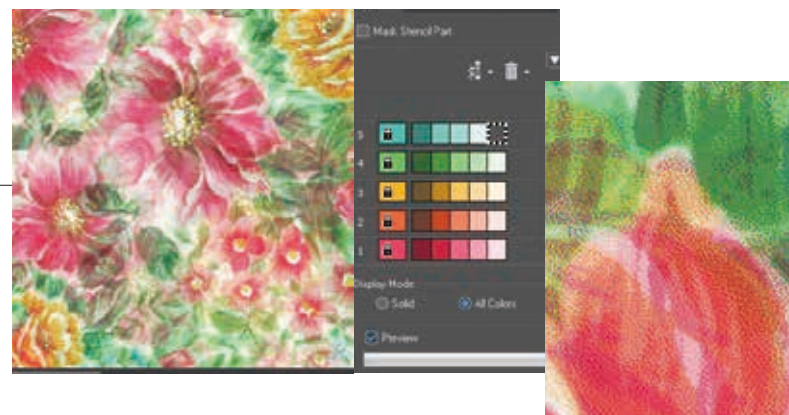 Mask Stencil Part
5
4
3
2
1
Display Mode
Solid
All Colors
Preview